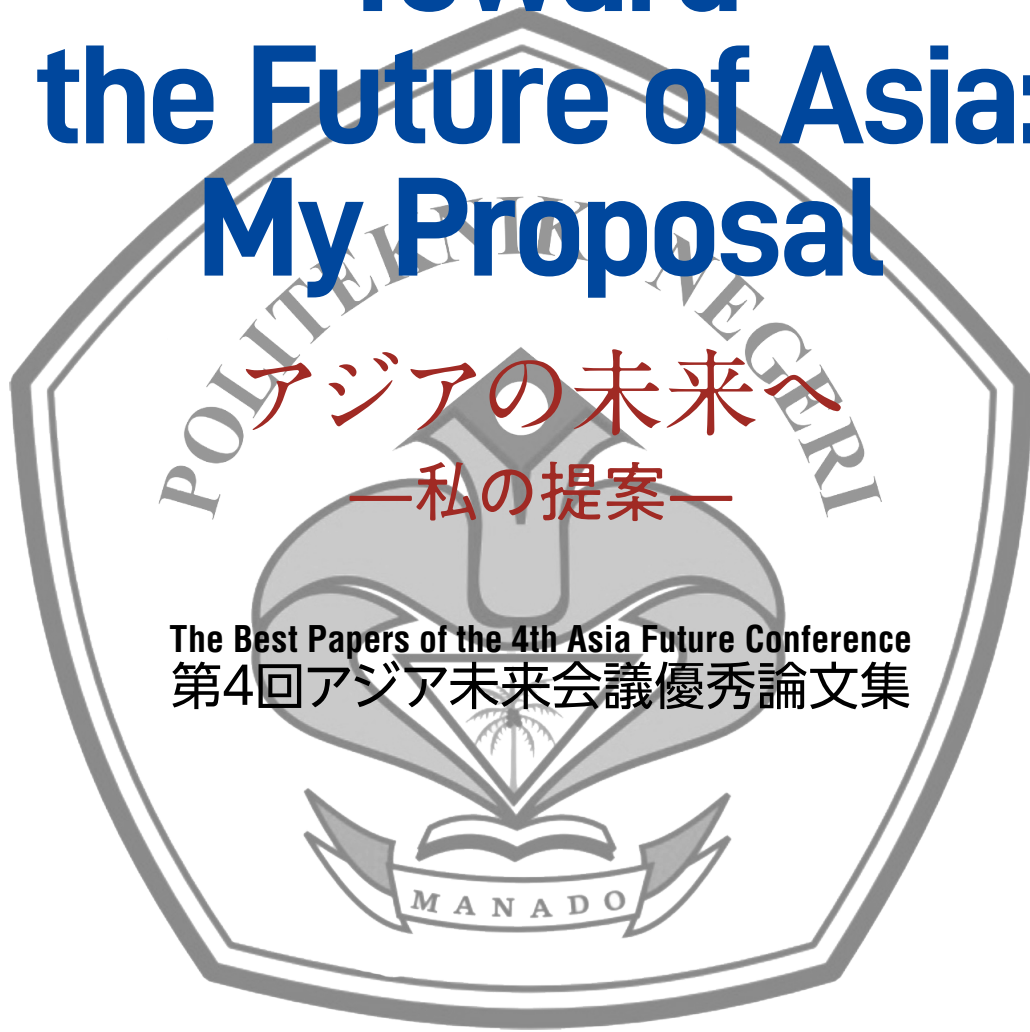 Toward
the Future of Asia:
My Proposal
POLITEKNIK NEGERI
アジアの未来へ
—私の提案—
The Best Papers of the 4th Asia Future Conference
第4回アジア未来会議優秀論文集
MANADO